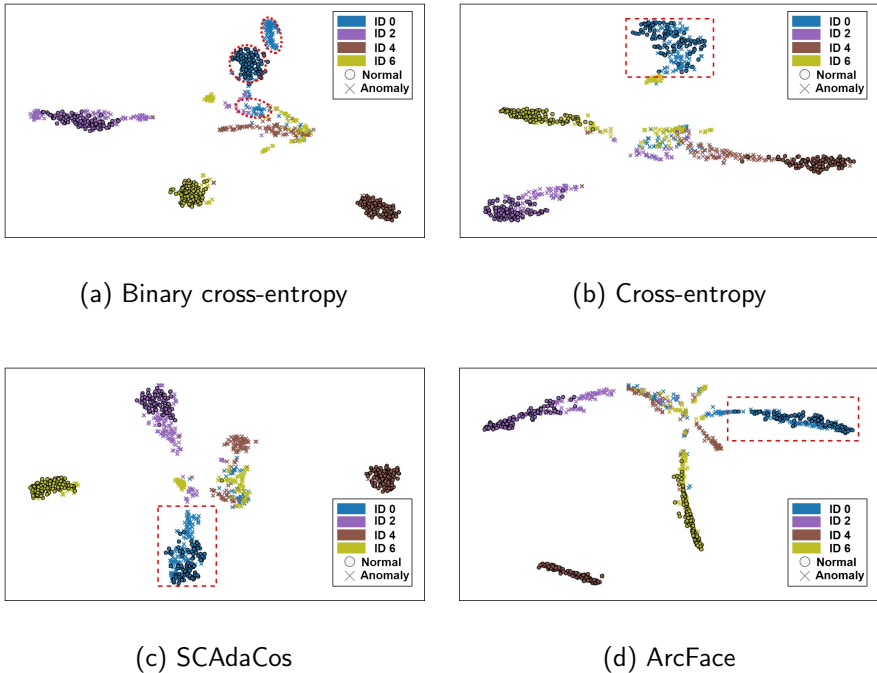 ID 0
ID 2
ID 4
ID 6
Normal
Anomaly
(a) Binary cross-entropy
ID 0
ID 2
ID 4
ID 6
Normal
Anomaly
(b) Cross-entropy
ID 0
ID 2
ID 4
ID 6
Normal
Anomaly
(c) SCAdaCos
ID 0
ID 2
ID 4
ID 6
Normal
Anomaly
(d) ArcFace